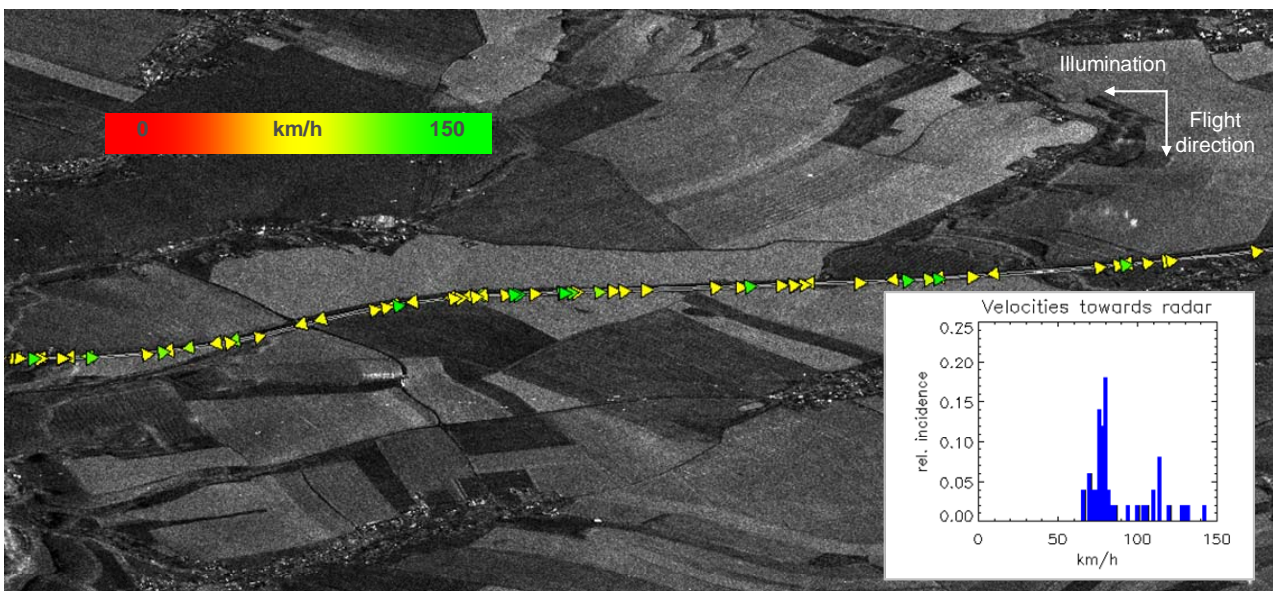 Illumination
Flight
direction
0 km/h 150
Velocities towards radar
0.25
0.20
0.15
0.10
0.05
0.00
rel. incidence
0 50 100 150
km/h